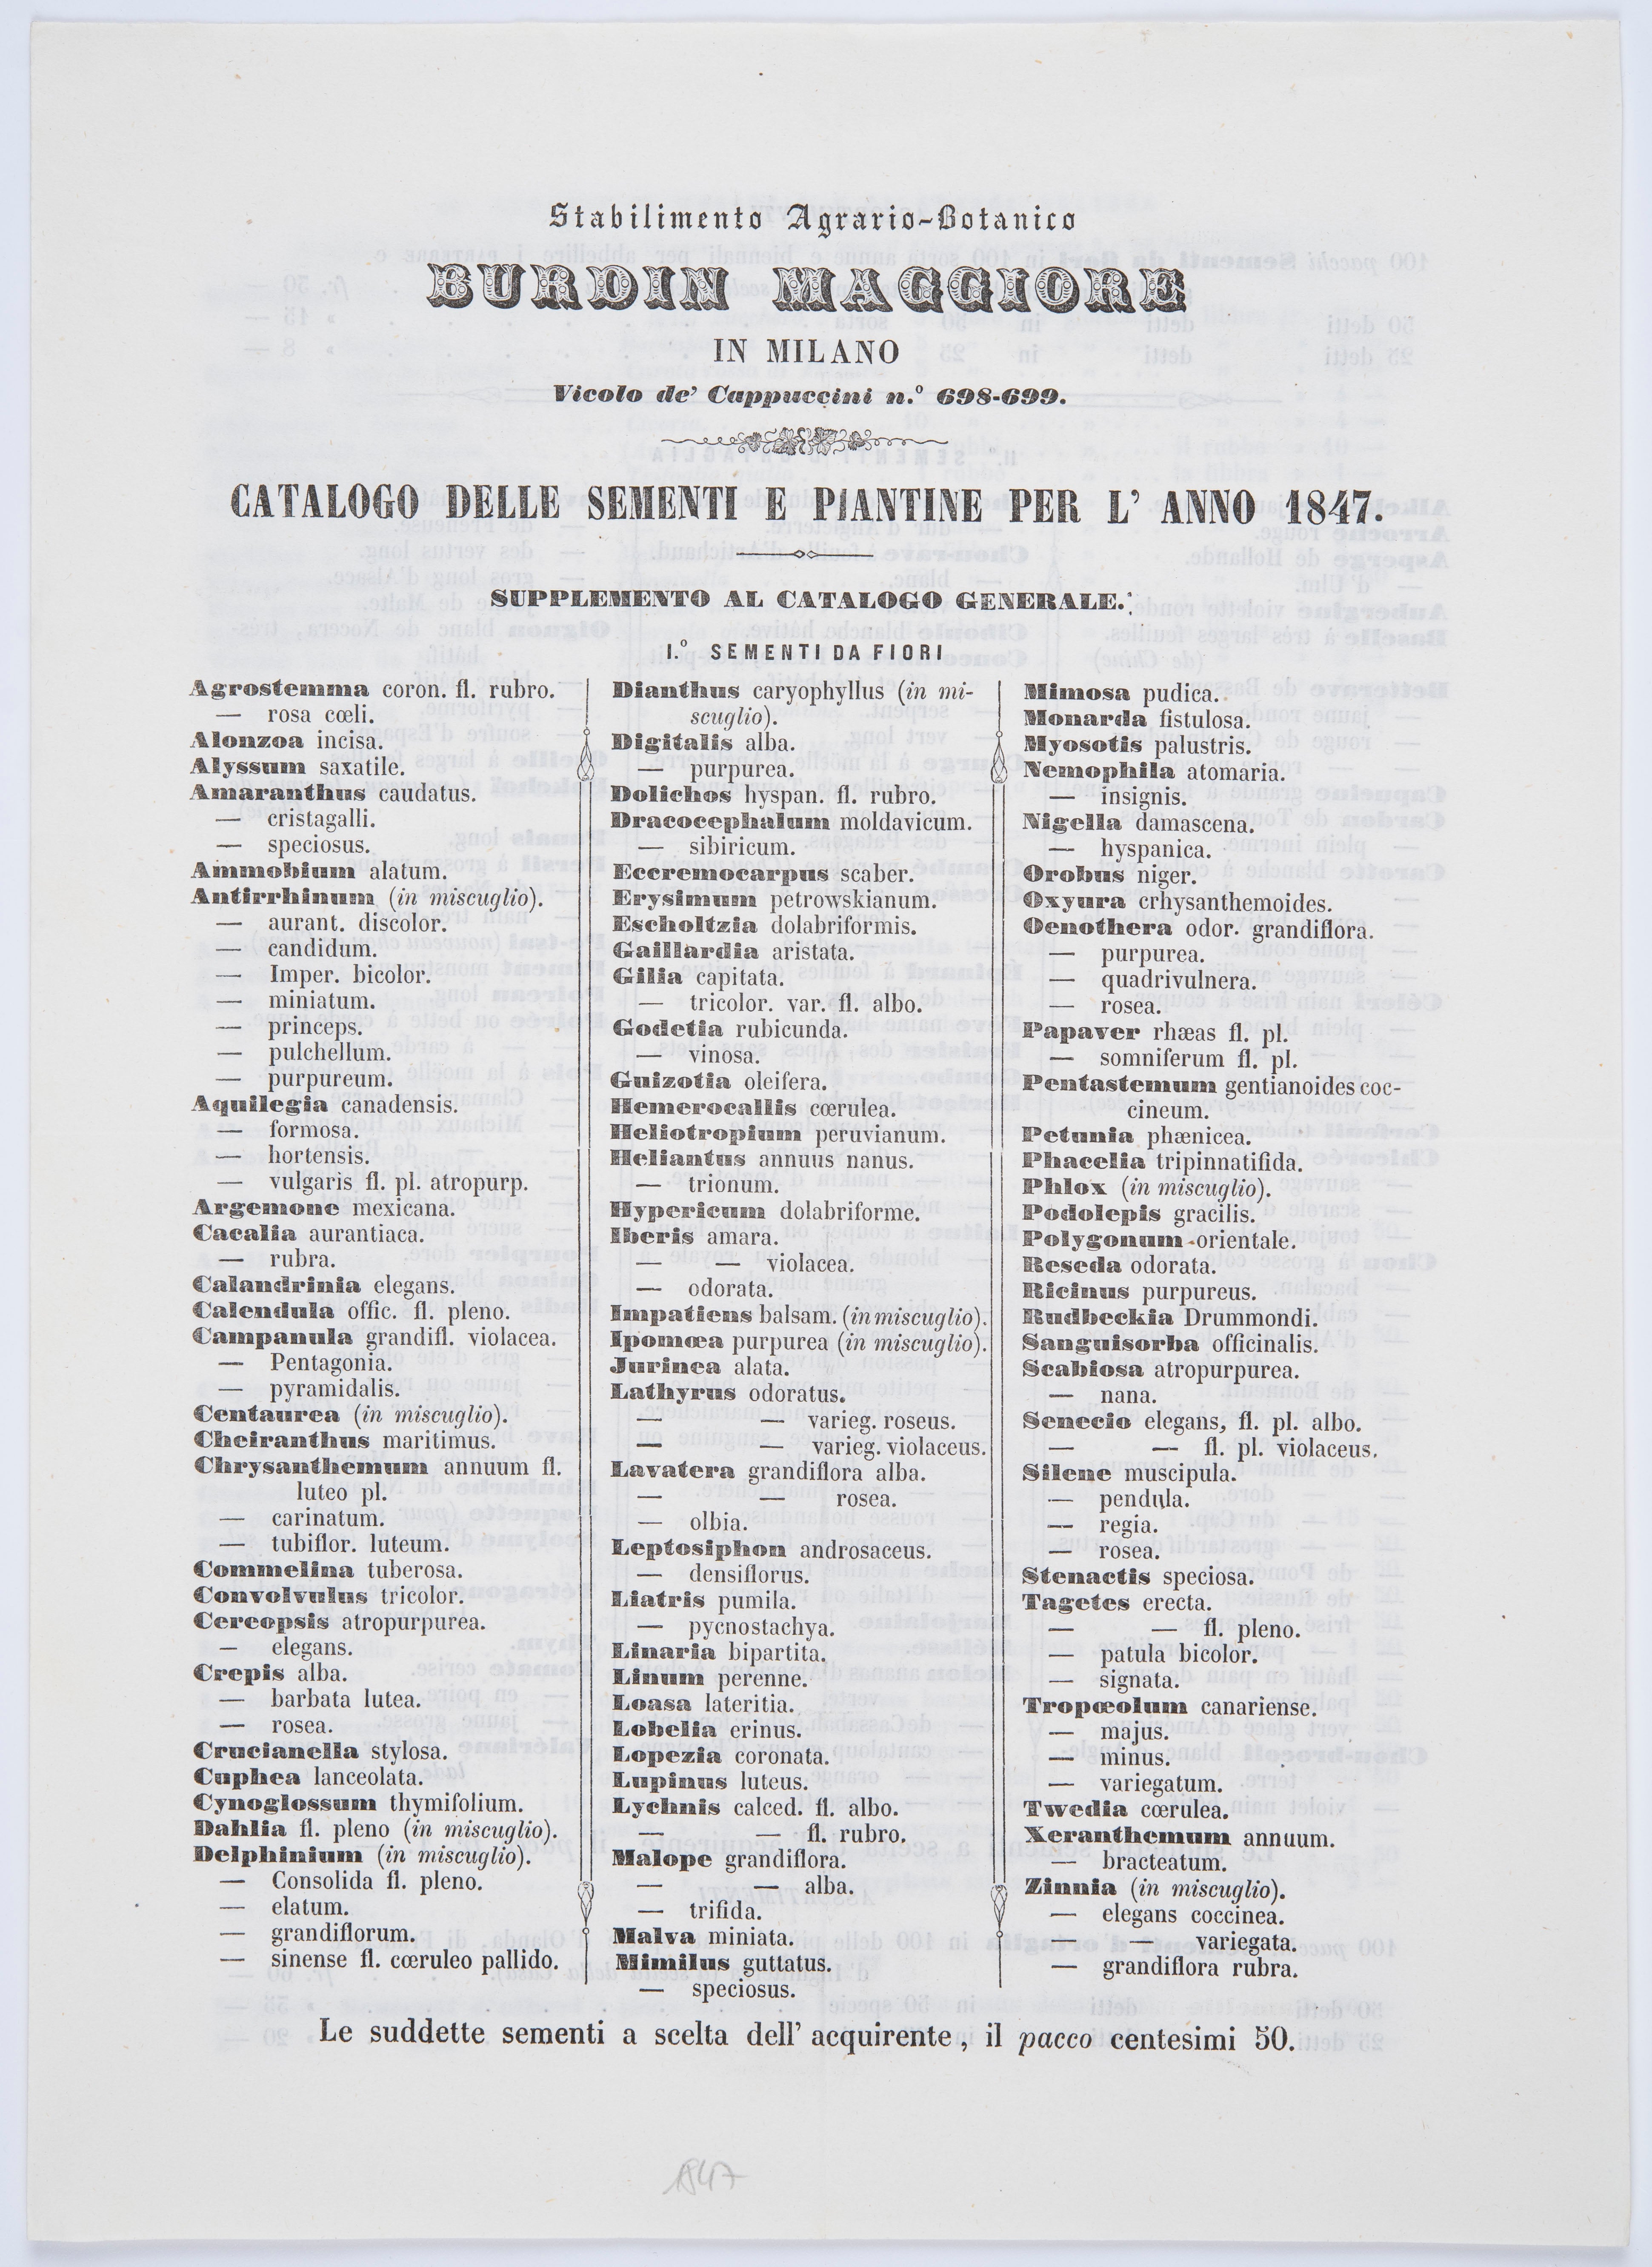 Stabilimento Agrario-Botanico
BURDIN MAGGIORE
IN MILANO
Vicolo de' Cappuccini n.º 698-699.
CATALOGO DELLE SEMENTI E PIANTINE PER L' ANNO 1847.
SUPPLEMENTO AL CATALOGO GENERALE.
I.º SEMENTI DA FIORI
Agrostemma coron. fl. rubro.
— rosa cœli.
Alonzoa incisa.
Alyssum saxatile.
Amaranthus caudatus.
— cristagalli.
— speciosus.
Ammobium alatum.
Antirrhinum (in miscuglio).
— aurant. discolor.
— candidum.
— Imper. bicolor.
— miniatum.
— princeps.
— pulchellum.
— purpureum.
Aquilegia canadensis.
— formosa.
— hortensis.
— vulgaris fl. pl. atropurp.
Argemone mexicana.
Cacalia aurantiaca.
— rubra.
Calandrinia elegans.
Calendula offic. fl. pleno.
Campanula grandifl. violacea.
— Pentagonia.
— pyramidalis.
Centaurea (in miscuglio).
Cheiranthus maritimus.
Chrysanthemum annuum fl.
luteo pl.
— carinatum.
— tubiflor. luteum.
Commelina tuberosa.
Convolvulus tricolor.
Cereopsis atropurpurea.
— elegans.
Crepis alba.
— barbata lutea.
— rosea.
Crucianella stylosa.
Cuphea lanceolata.
Cynoglossum thymifolium.
Dahlia fl. pleno (in miscuglio).
Delphinium (in miscuglio).
— Consolida fl. pleno.
— elatum.
— grandiflorum.
— sinense fl. cœruleo pallido.
Dianthus caryophyllus (in mi-
scuglio).
Digitalis alba.
— purpurea.
Dolichos hyspan. fl. rubro.
Dracocephalum moldavicum.
— sibiricum.
Eccremocarpus scaber.
Erysimum petrowskianum.
Escholtzia dolabriformis.
Gaillardia aristata.
Gilia capitata.
— tricolor. var. fl. albo.
Godetia rubicunda.
— vinosa.
Guizotia oleifera.
Hemerocallis cœrulea.
Heliotropium peruvianum.
Heliantus annuus nanus.
— trionum.
Hypericum dolabriforme.
Iberis amara.
— — violacea.
— odorata.
Impatiens balsam. (in miscuglio).
Ipomœa purpurea (in miscuglio).
Jurinea alata.
Lathyrus odoratus.
— — varieg. roseus.
— — varieg. violaceus.
Lavatera grandiflora alba.
— — rosea.
— olbia.
Leptosiphon androsaceus.
— densiflorus.
Liatris pumila.
— pycnostachya.
Linaria bipartita.
Linum perenne.
Loasa lateritia.
Lobelia erinus.
Lopezia coronata.
Lupinus luteus.
Lychnis calced. fl. albo.
— — fl. rubro.
Malope grandiflora.
— — alba.
— trifida.
Malva miniata.
Mimilus guttatus.
— speciosus.
Mimosa pudica.
Monarda fistulosa.
Myosotis palustris.
Nemophila atomaria.
— insignis.
Nigella damascena.
— hyspanica.
Orobus niger.
Oxyura crhysanthemoides.
Oenothera odor. grandiflora.
— purpurea.
— quadrivulnera.
— rosea.
Papaver rhæas fl. pl.
— somniferum fl. pl.
Pentastemum gentianoides coc-
cineum.
Petunia phænicea.
Phacelia tripinnatifida.
Phlox (in miscuglio).
Podolepis gracilis.
Polygonum orientale.
Reseda odorata.
Ricinus purpureus.
Rudbeckia Drummondi.
Sanguisorba officinalis.
Scabiosa atropurpurea.
— nana.
Senecio elegans, fl. pl. albo.
— — fl. pl. violaceus.
Silene muscipula.
— pendula.
— regia.
— rosea.
Stenactis speciosa.
Tagetes erecta.
— — fl. pleno.
— patula bicolor.
— signata.
Tropœolum canariense.
— majus.
— minus.
— variegatum.
Twedia cœrulea.
Xeranthemum annuum.
— bracteatum.
Zinnia (in miscuglio).
— elegans coccinea.
— — variegata.
— grandiflora rubra.
Le suddette sementi a scelta dell' acquirente, il pacco centesimi 50.
1847